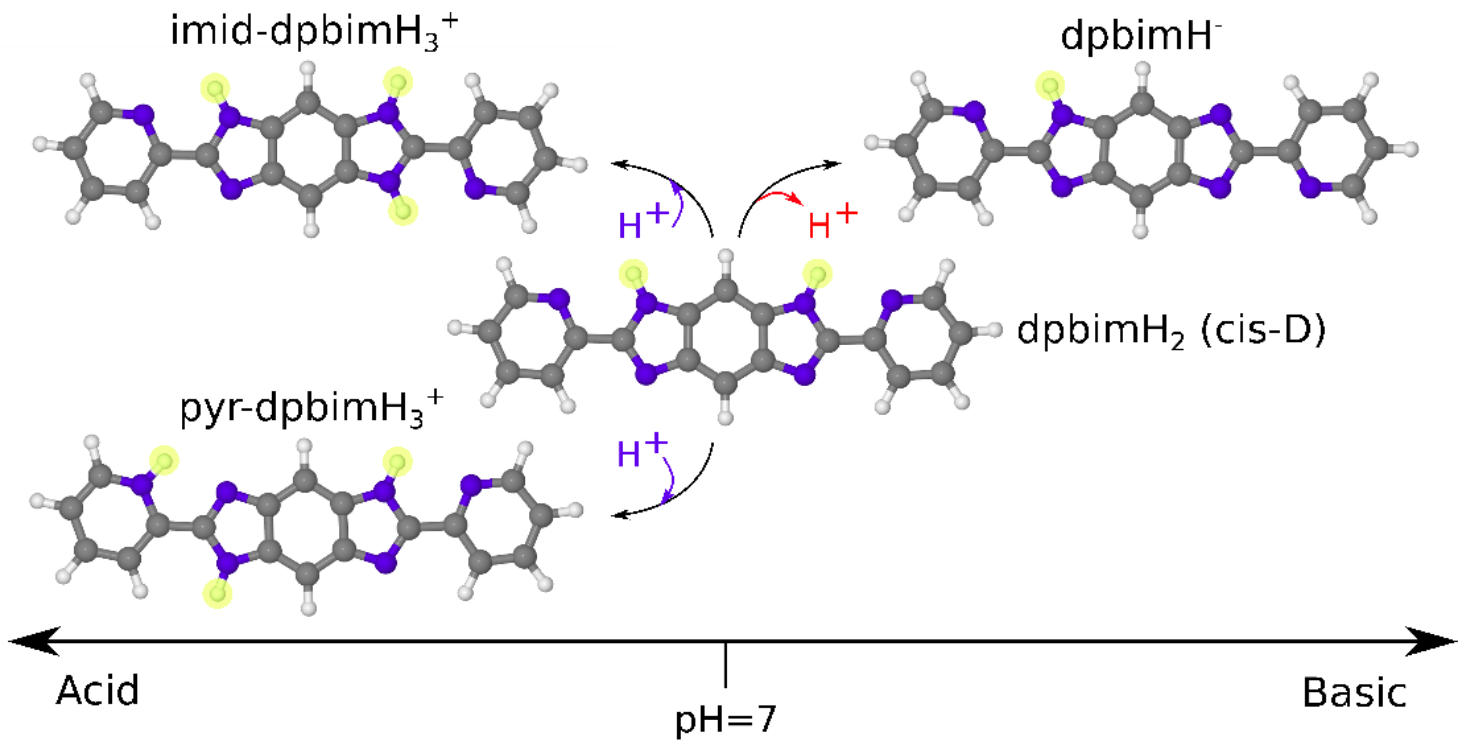 imid-dpbimH₃⁺
dpbimH⁻
H⁺
H⁺
dpbimH₂ (cis-D)
pyr-dpbimH₃⁺
H⁺
Acid
Basic
pH=7